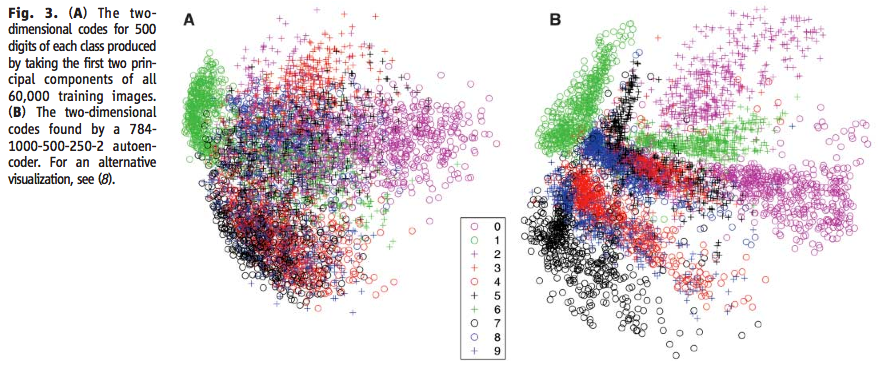 Fig. 3. (A) The two-
dimensional codes for 500
digits of each class produced
by taking the first two prin-
cipal components of all
60,000 training images.
(B) The two-dimensional
codes found by a 784-
1000-500-250-2 autoen-
coder. For an alternative
visualization, see (8).
A
B
0
1
2
3
4
5
6
7
8
9